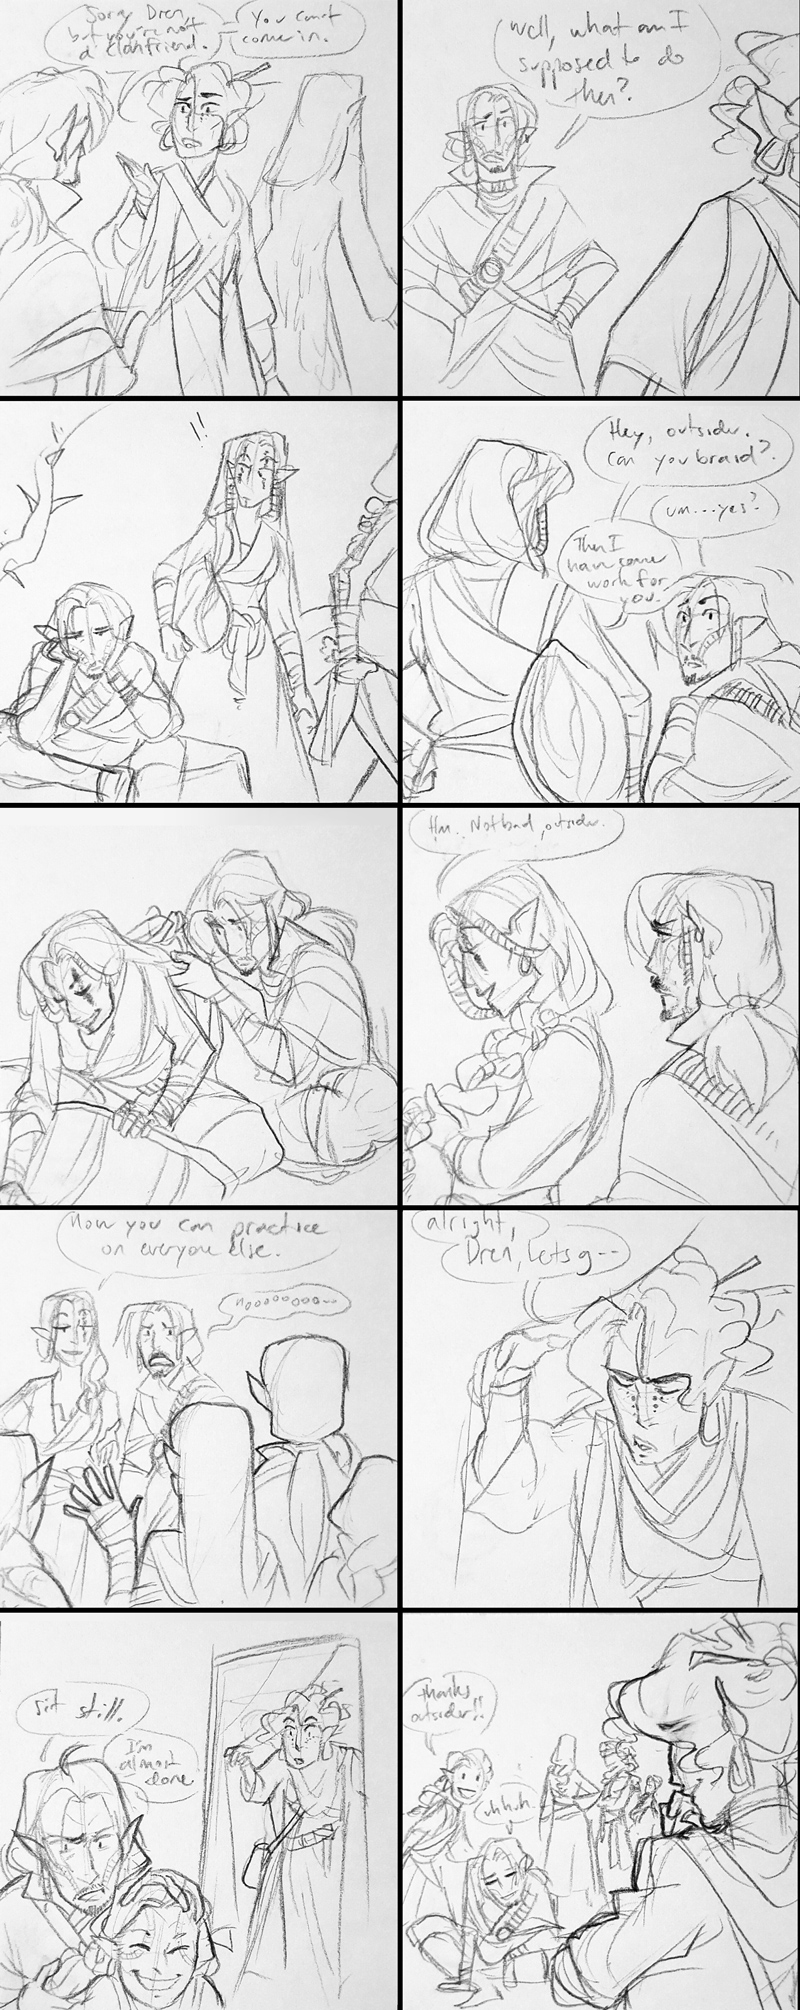 Sorry Dren,
but you're not
a clanfriend.
You can't
come in.
Well, what am I
supposed to do
then?
!!
Hey, outsider.
Can you braid?
um...yes?
Then I
have some
work for
you.
Hm. Not bad, outsider.
Now you can practice
on everyone else.
nooooooooo...
alright,
Dren, lets g--
sit still.
I'm
almost
done
thanks
outsider!!
uhhuh.